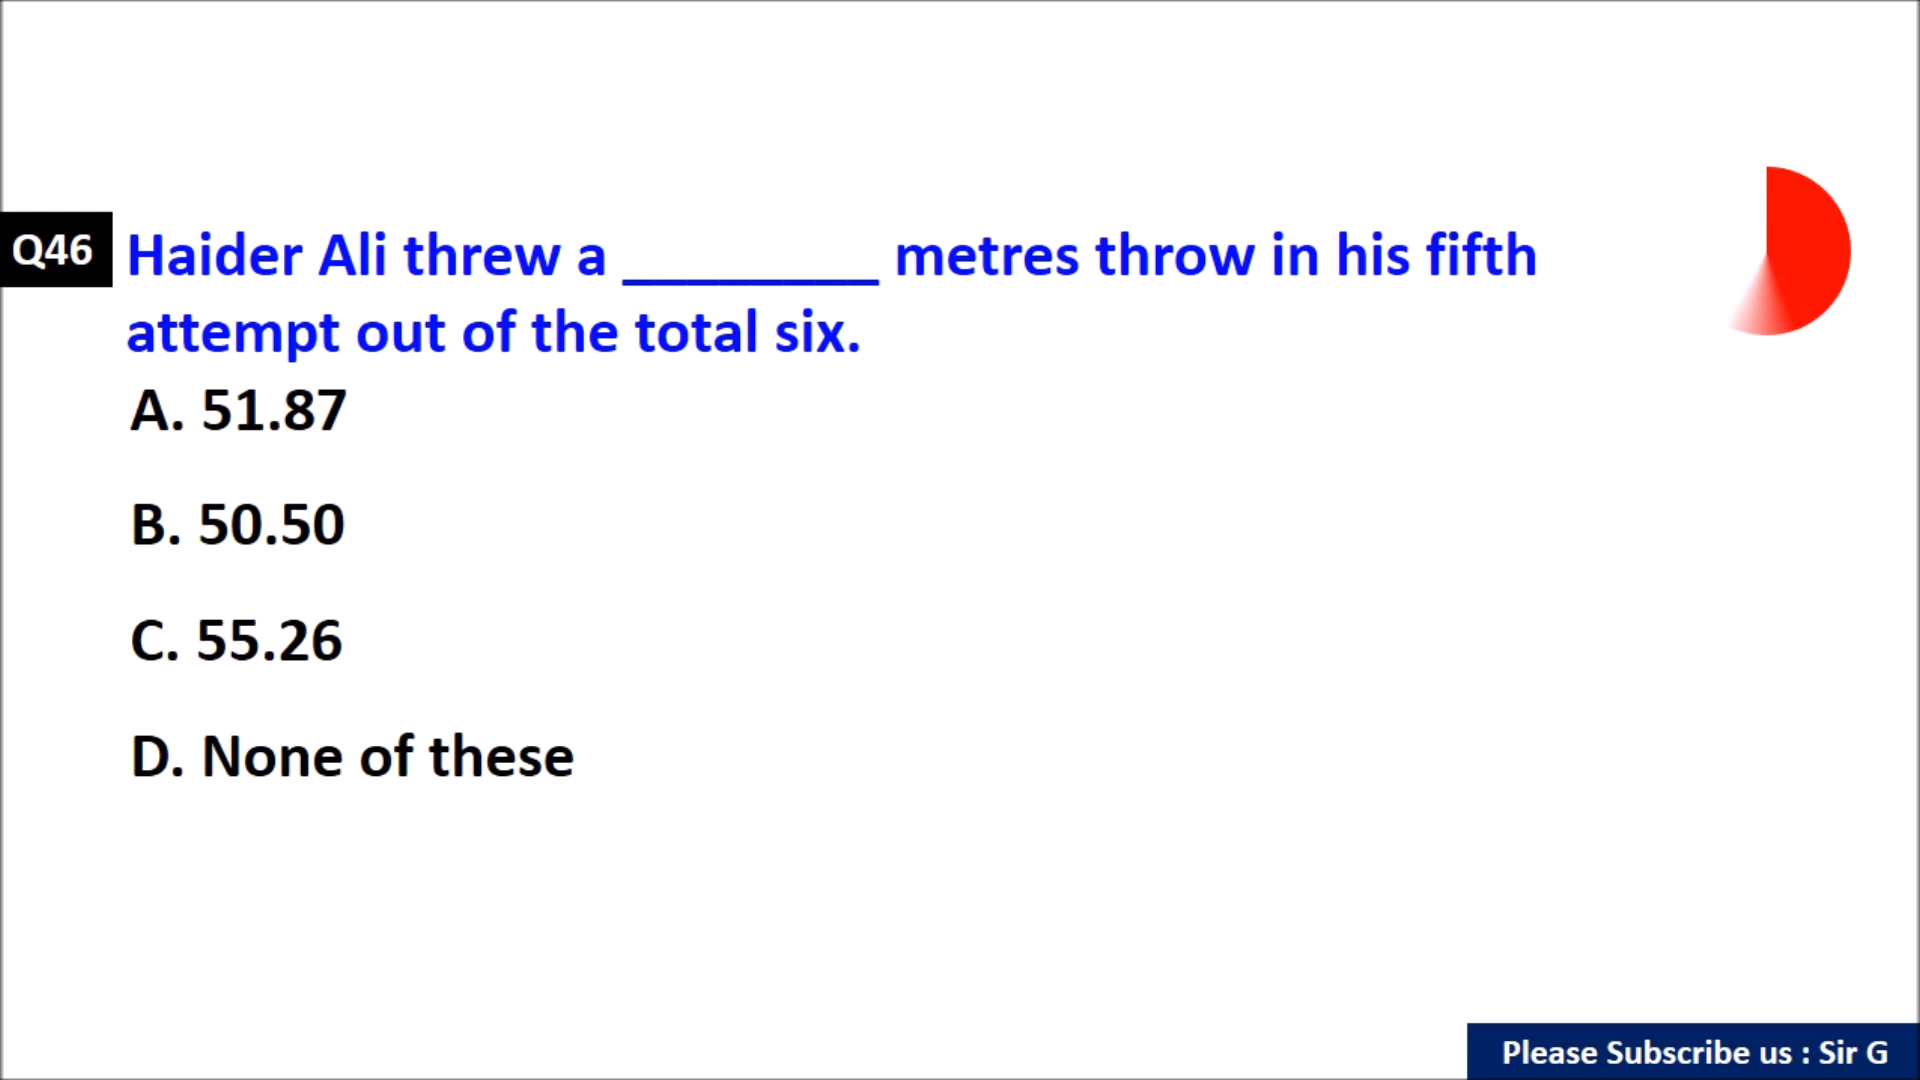 Q46 Haider Ali threw a ________ metres throw in his fifth
attempt out of the total six.
A. 51.87
B. 50.50
C. 55.26
D. None of these
Please Subscribe us : Sir G